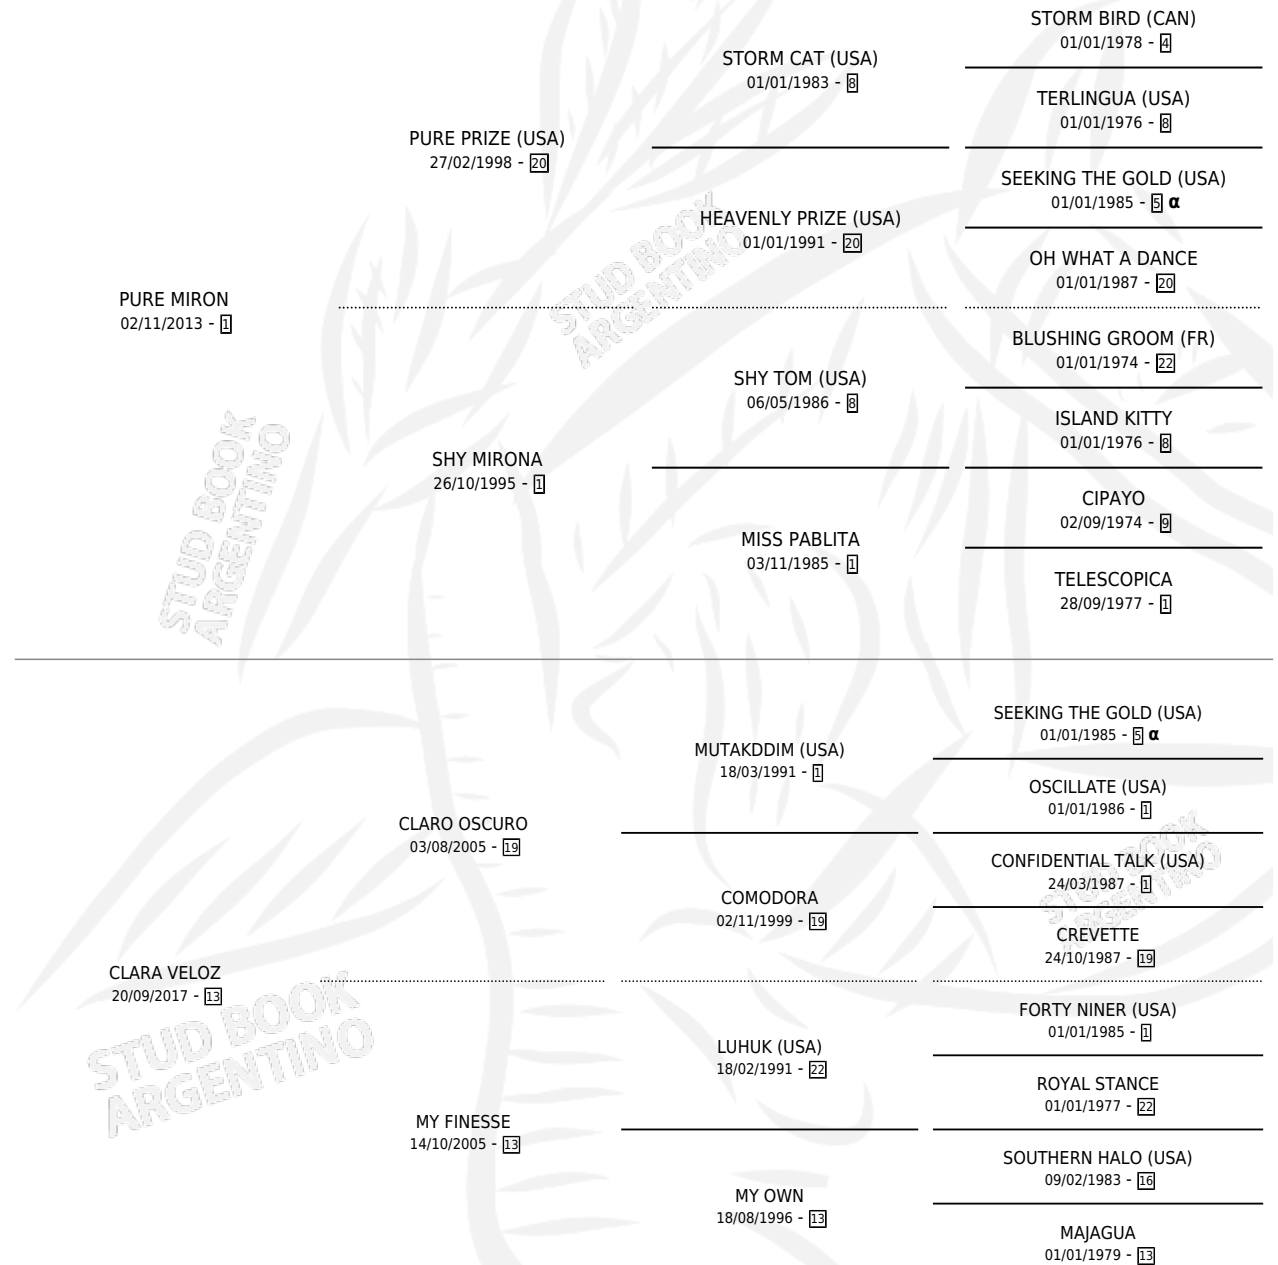 STORM BIRD (CAN)
01/01/1978 - 4
STORM CAT (USA)
01/01/1983 - 8
TERLINGUA (USA)
01/01/1976 - 8
PURE PRIZE (USA)
27/02/1998 - 20
SEEKING THE GOLD (USA)
01/01/1985 - 5 α
HEAVENLY PRIZE (USA)
01/01/1991 - 20
OH WHAT A DANCE
01/01/1987 - 20
PURE MIRON
02/11/2013 - 1
BLUSHING GROOM (FR)
01/01/1974 - 22
SHY TOM (USA)
06/05/1986 - 8
ISLAND KITTY
01/01/1976 - 8
SHY MIRONA
26/10/1995 - 1
CIPAYO
02/09/1974 - 9
MISS PABLITA
03/11/1985 - 1
TELESCOPICA
28/09/1977 - 1
SEEKING THE GOLD (USA)
01/01/1985 - 5 α
MUTAKDDIM (USA)
18/03/1991 - 1
OSCILLATE (USA)
01/01/1986 - 1
CLARO OSCURO
03/08/2005 - 19
CONFIDENTIAL TALK (USA)
24/03/1987 - 1
COMODORA
02/11/1999 - 19
CREVETTE
24/10/1987 - 19
CLARA VELOZ
20/09/2017 - 13
FORTY NINER (USA)
01/01/1985 - 1
LUHUK (USA)
18/02/1991 - 22
ROYAL STANCE
01/01/1977 - 22
MY FINESSE
14/10/2005 - 13
SOUTHERN HALO (USA)
09/02/1983 - 16
MY OWN
18/08/1996 - 13
MAJAGUA
01/01/1979 - 13
STUD BOOK
ARGENTINO
STUD BOOK
ARGENTINO
STUD BOOK
ARGENTINO
STUD BOOK
ARGENTINO